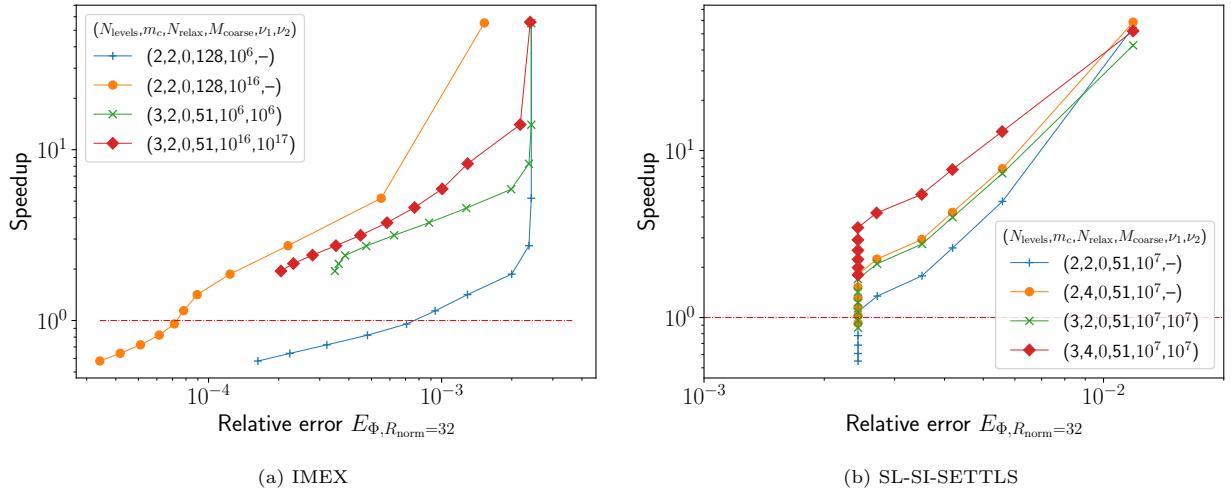 (N_levels,m_c,N_relax,M_coarse,ν_1,ν_2)
(2,2,0,128,10^6,–)
(2,2,0,128,10^16,–)
(3,2,0,51,10^6,10^6)
(3,2,0,51,10^16,10^17)
10^1
10^0
Speedup
10^−4
10^−3
Relative error E_Φ,R_norm=32
(a) IMEX
10^1
10^0
Speedup
(N_levels,m_c,N_relax,M_coarse,ν_1,ν_2)
(2,2,0,51,10^7,–)
(2,4,0,51,10^7,–)
(3,2,0,51,10^7,10^7)
(3,4,0,51,10^7,10^7)
10^−3
10^−2
Relative error E_Φ,R_norm=32
(b) SL-SI-SETTLS